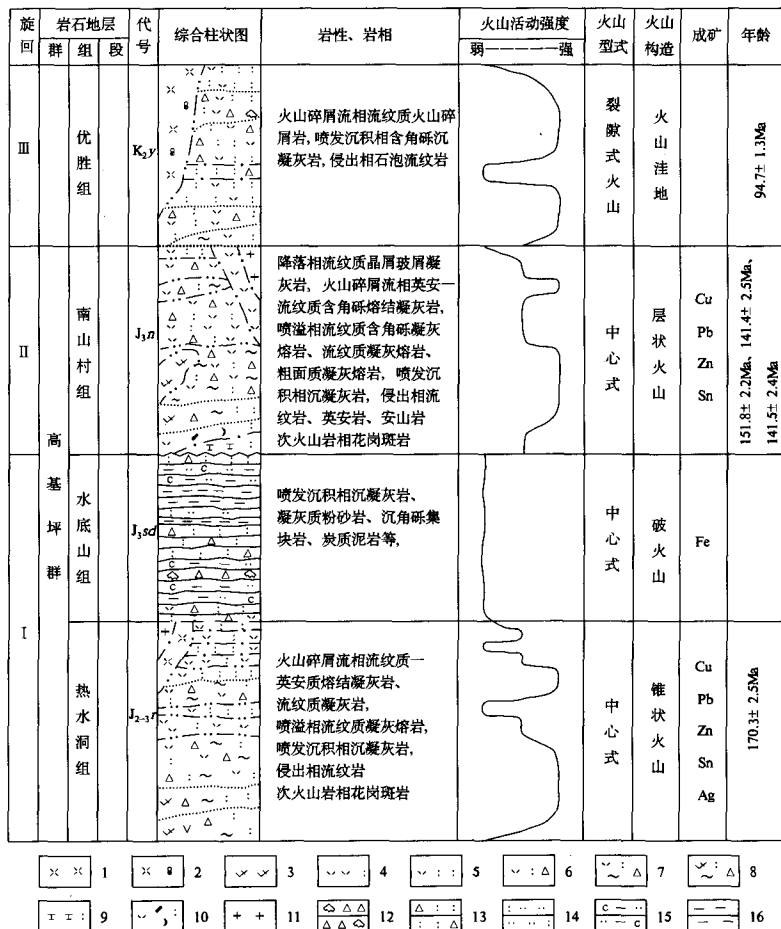 旋回
岩石地层
群 组 段
代号
综合柱状图
岩性、岩相
火山活动强度
弱——————强
火山型式
火山构造
成矿
年龄
Ⅲ
优胜组
K₂y
火山碎屑流相流纹质火山碎
屑岩,喷发沉积相含角砾沉
凝灰岩,侵出相石泡流纹岩
裂隙式火山
火山洼地
94.7± 1.3Ma
Ⅱ
高基坪群
南山村组
J₃n
降落相流纹质晶屑玻屑凝
灰岩, 火山碎屑流相英安—
流纹质含角砾熔结凝灰岩,
喷溢相流纹质含角砾凝灰
熔岩、流纹质凝灰熔岩、
粗面质凝灰熔岩, 喷发沉
积相沉凝灰岩, 侵出相流
纹岩、英安岩、安山岩
次火山岩相花岗斑岩
中心式
层状火山
Cu
Pb
Zn
Sn
151.8± 2.2Ma、141.4± 2.5Ma、
141.5± 2.4Ma
Ⅰ
水底山组
J₃sd
喷发沉积相沉凝灰岩、
凝灰质粉砂岩、沉角砾集
块岩、炭质泥岩等,
中心式
破火山
Fe
热水洞组
J₂₋₃r
火山碎屑流相流纹质—
英安质熔结凝灰岩、
流纹质凝灰岩,
喷溢相流纹质凝灰熔岩,
喷发沉积相沉凝灰岩,
侵出相流纹岩
次火山岩相花岗斑岩
中心式
锥状火山
Cu
Pb
Zn
Sn
Ag
170.3± 2.5Ma
1 2 3 4 5 6 7 8
9 10 11 12 13 14 15 16